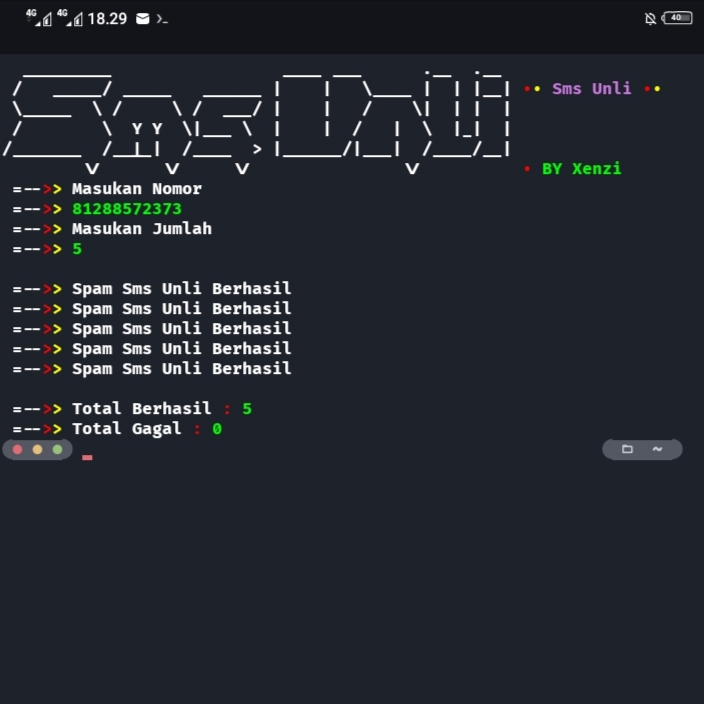 4G 4G 18.29 40
•• Sms Unli ••
• BY Xenzi
=-->> Masukan Nomor
=-->> 81288572373
=-->> Masukan Jumlah
=-->> 5
=-->> Spam Sms Unli Berhasil
=-->> Spam Sms Unli Berhasil
=-->> Spam Sms Unli Berhasil
=-->> Spam Sms Unli Berhasil
=-->> Spam Sms Unli Berhasil
=-->> Total Berhasil : 5
=-->> Total Gagal : 0
~